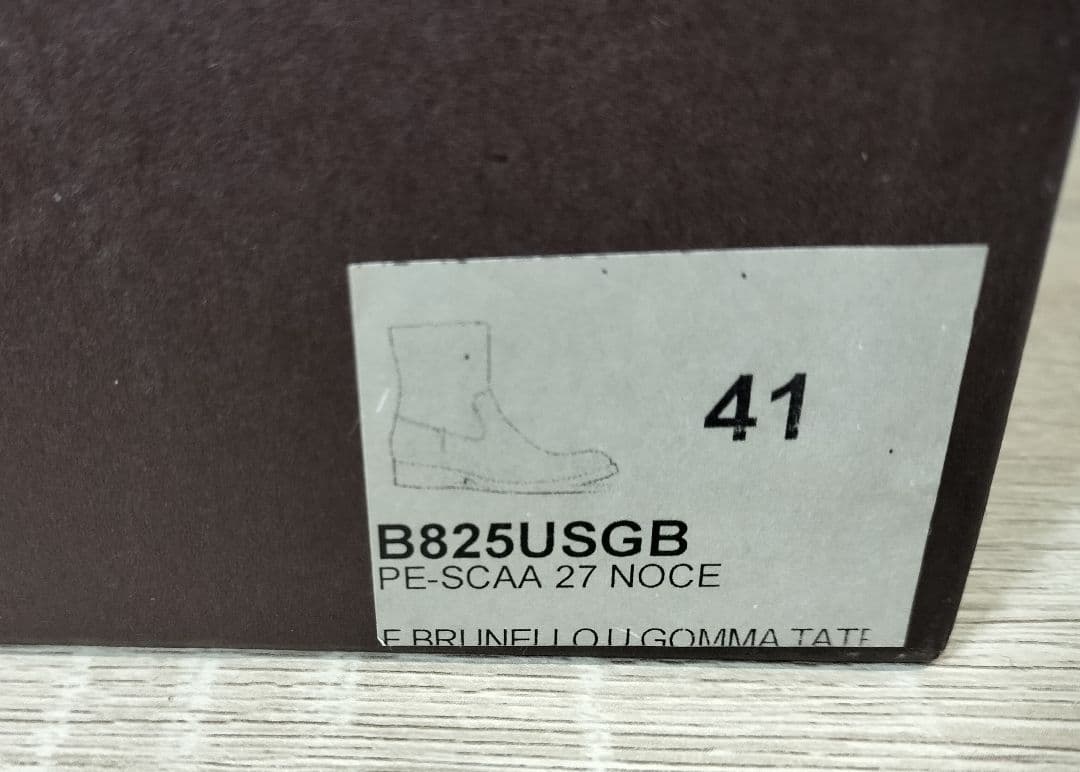 41
B825USGB
PE-SCAA 27 NOCE
F BRUNELLO U GOMMA